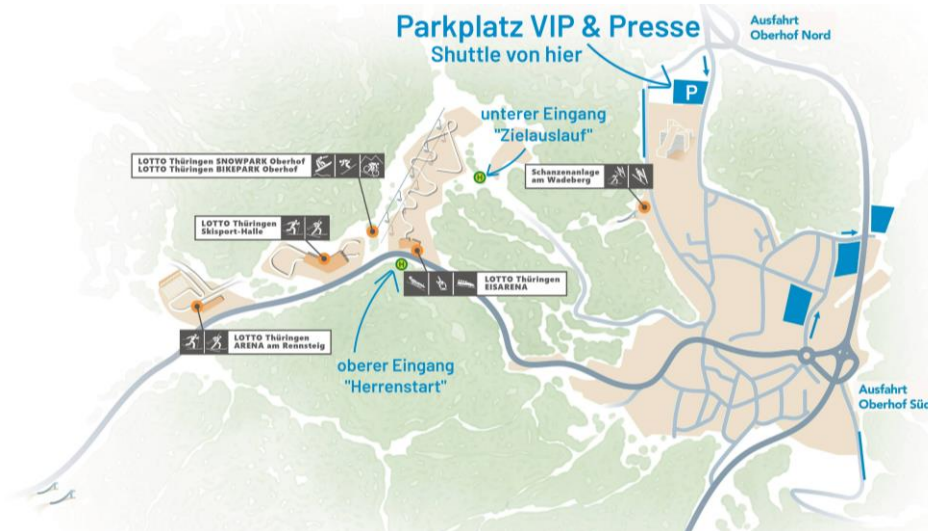 Parkplatz VIP & Presse
Shuttle von hier
Ausfahrt
Oberhof Nord
P
unterer Eingang
"Zielauslauf"
H
LOTTO Thüringen SNOWPARK Oberhof
LOTTO Thüringen BIKEPARK Oberhof
Schanzenanlage
am Wadeberg
LOTTO Thüringen
Skisport-Halle
H
LOTTO Thüringen
EISARENA
LOTTO Thüringen
ARENA am Rennsteig
oberer Eingang
"Herrenstart"
Ausfahrt
Oberhof Süd